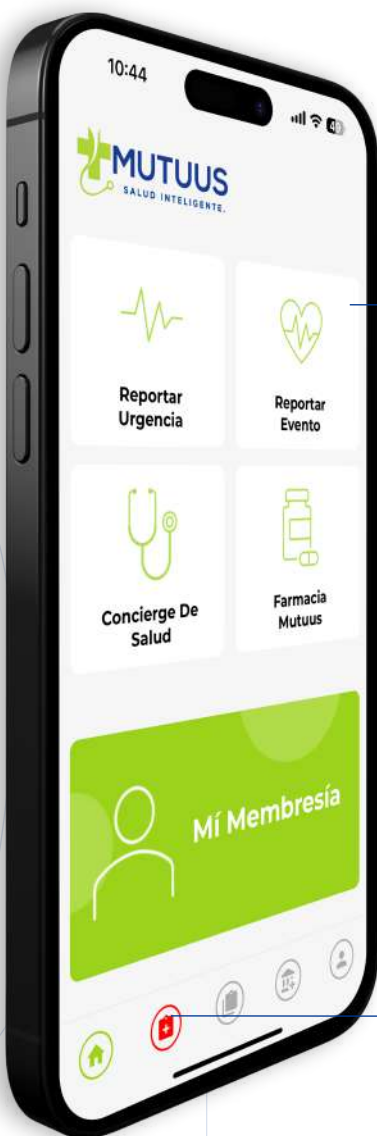 10:44
MUTUUS
SALUD INTELIGENTE.
Reportar
Urgencia
Reportar
Evento
Concierge De
Salud
Farmacia
Mutuus
Mí Membresía